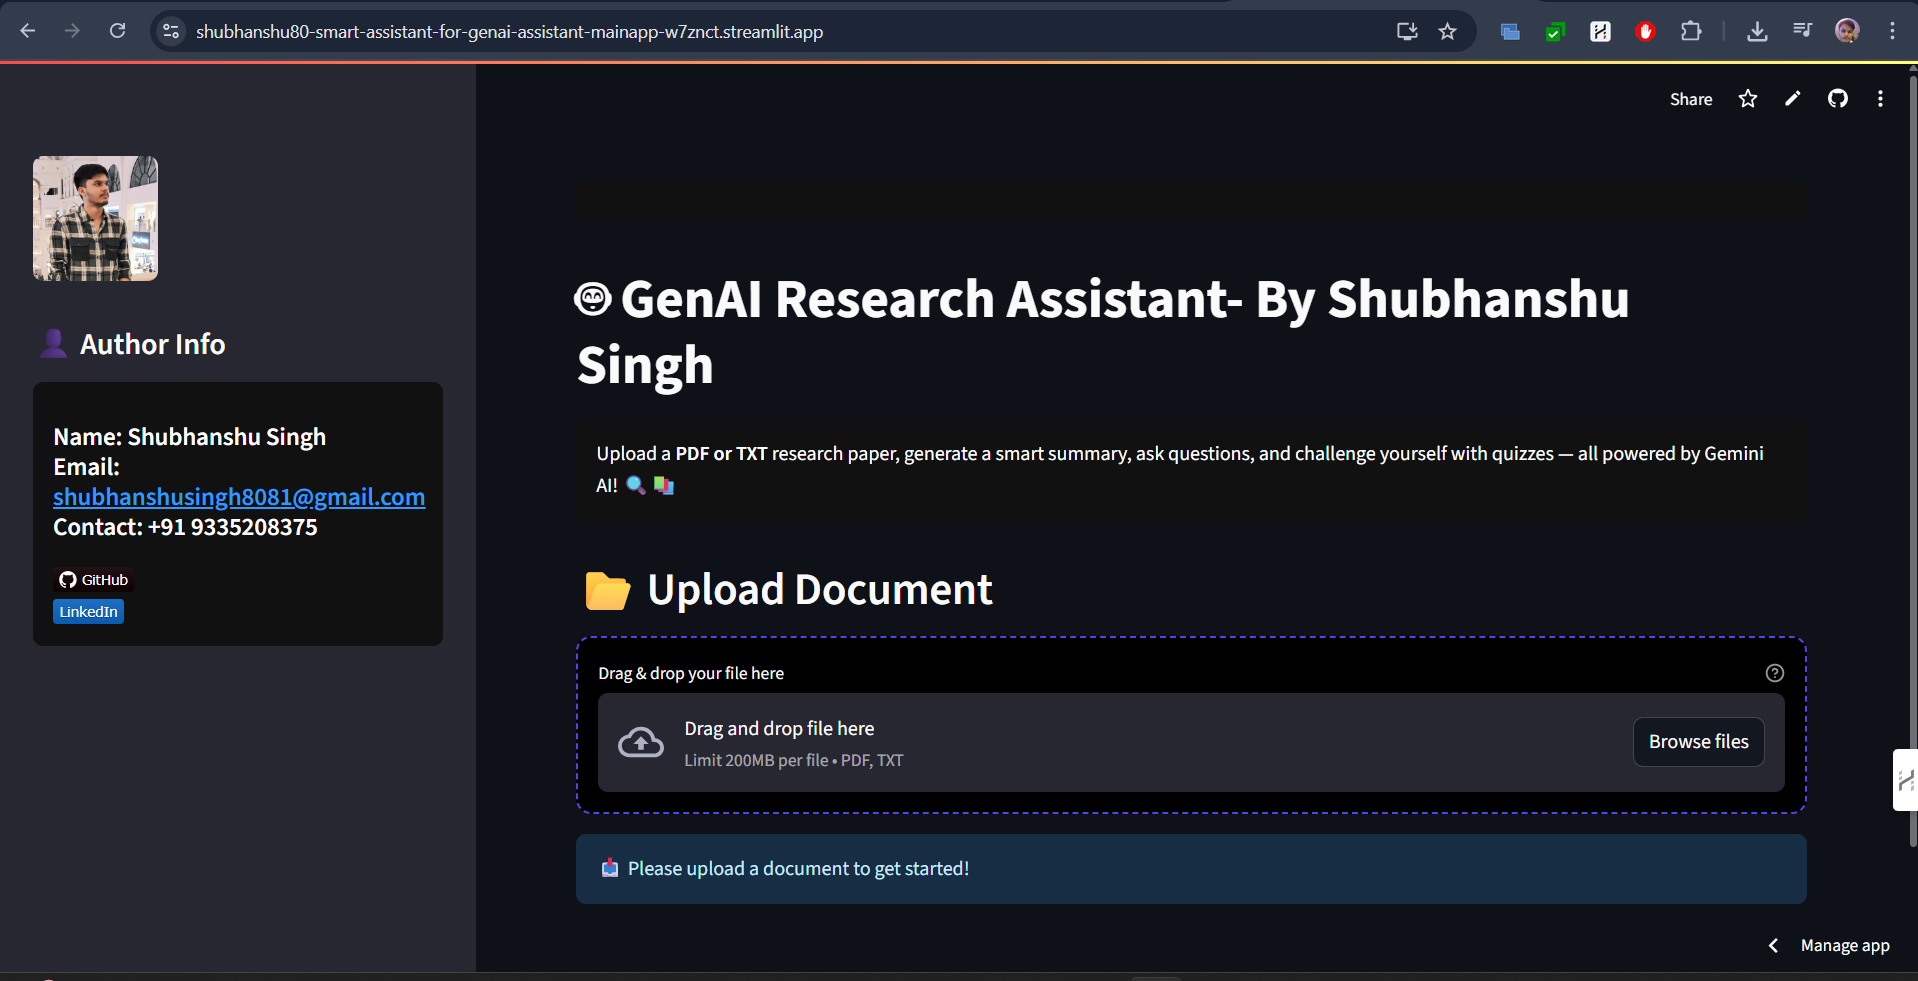 shubhanshu80-smart-assistant-for-genai-assistant-mainapp-w7znct.streamlit.app
Share
👤 Author Info
Name: Shubhanshu Singh
Email:
shubhanshusingh8081@gmail.com
Contact: +91 9335208375
GitHub
LinkedIn
GenAI Research Assistant- By Shubhanshu
Singh
Upload a PDF or TXT research paper, generate a smart summary, ask questions, and challenge yourself with quizzes — all powered by Gemini
AI! 🔍 📚
📂 Upload Document
Drag & drop your file here
Drag and drop file here
Limit 200MB per file • PDF, TXT
Browse files
📥 Please upload a document to get started!
Manage app